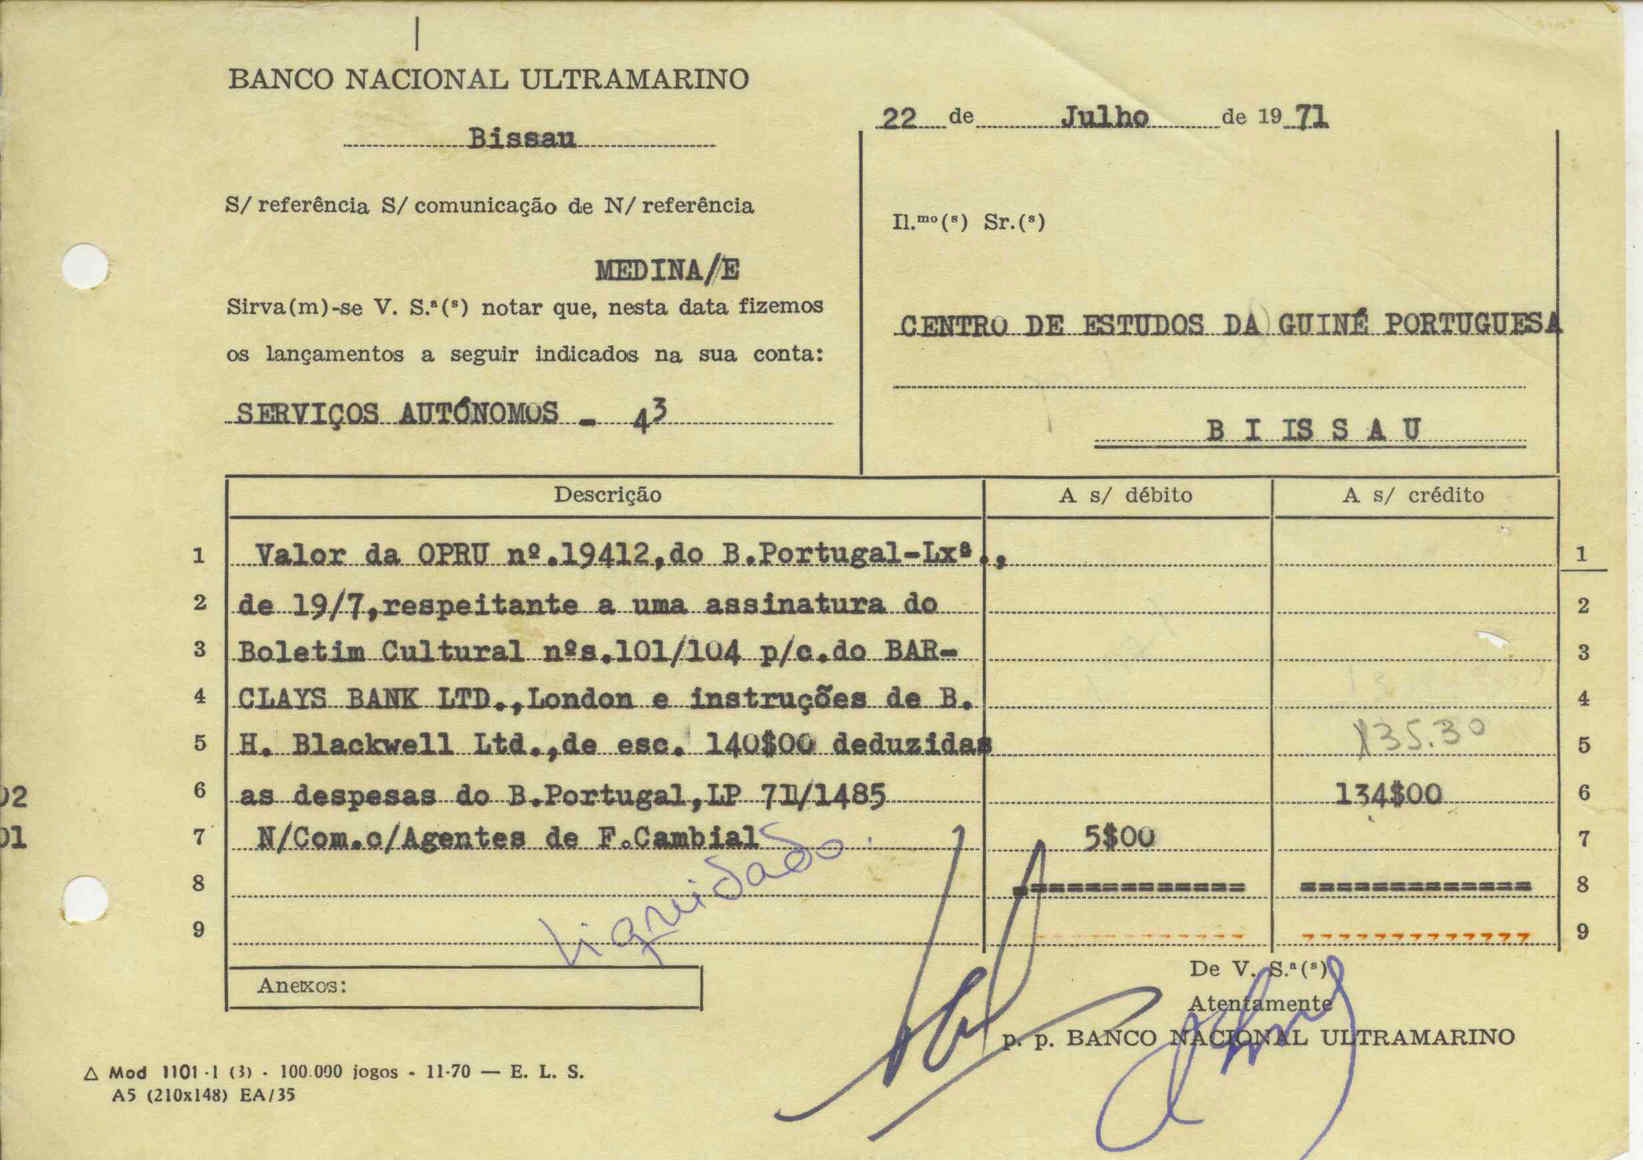 BANCO NACIONAL ULTRAMARINO
Bissau
22 de Julho de 19 71
S/ referência S/ comunicação de N/ referência
MEDINA/E
Il.ᵐᵒ(ˢ) Sr.(ˢ)
Sirva(m)-se V. S.ª(ˢ) notar que, nesta data fizemos
os lançamentos a seguir indicados na sua conta:
CENTRO DE ESTUDOS DA GUINÉ PORTUGUESA
SERVIÇOS AUTÓNOMOS - 43
B I IS S A U
Descrição A s/ débito A s/ crédito
1 Valor da OPRU nº.19412,do B.Portugal-Lxª., 1
2 de 19/7,respeitante a uma assinatura do 2
3 Boletim Cultural nºs.101/104 p/c.do BAR- 3
4 CLAYS BANK LTD.,London e instruções de B. 4
5 H. Blackwell Ltd.,de esc. 140$00 deduzidas 135.30 5
02 6 as despesas do B.Portugal,LP 71/1485 134$00 6
01 7 N/Com.c/Agentes de F.Cambial 5$00 7
8 ============= ============= 8
9 9
Liquidado.
Anexos:
De V. S.ª(ˢ)
Atentamente
p. p. BANCO NACIONAL ULTRAMARINO
△ Mod 1101-1 (3) - 100.000 jogos - 11-70 — E. L. S.
A5 (210x148) EA/35